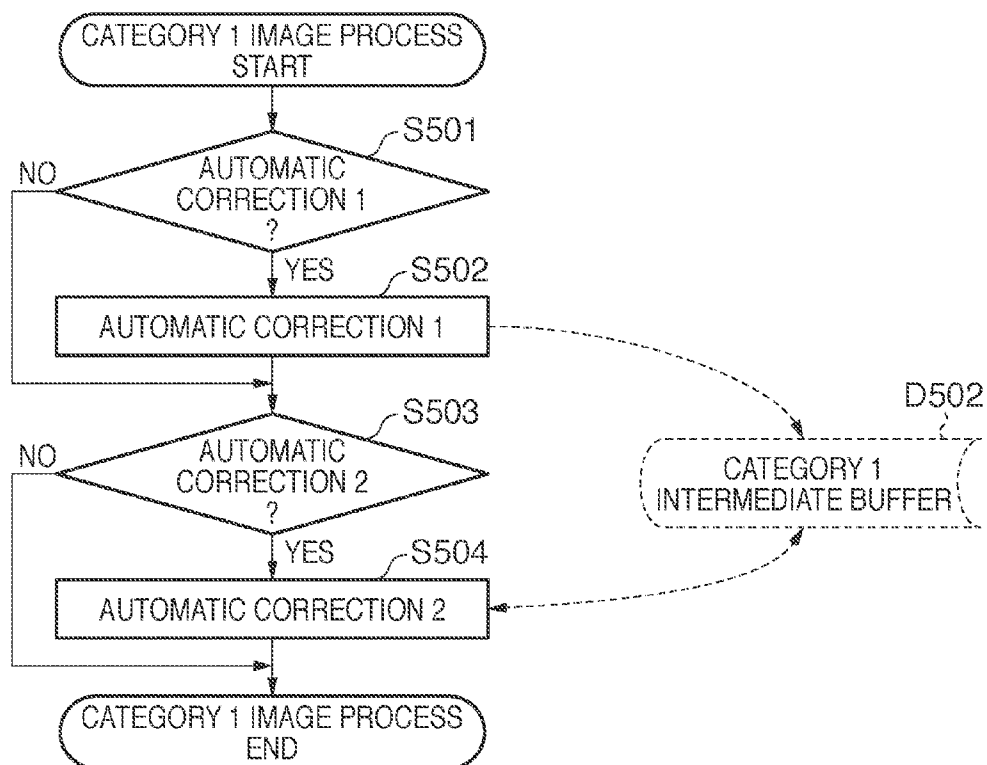 CATEGORY 1 IMAGE PROCESS
START
S501
NO
AUTOMATIC
CORRECTION 1
?
YES
S502
AUTOMATIC CORRECTION 1
S503
NO
AUTOMATIC
CORRECTION 2
?
YES
S504
AUTOMATIC CORRECTION 2
D502
CATEGORY 1
INTERMEDIATE BUFFER
CATEGORY 1 IMAGE PROCESS
END